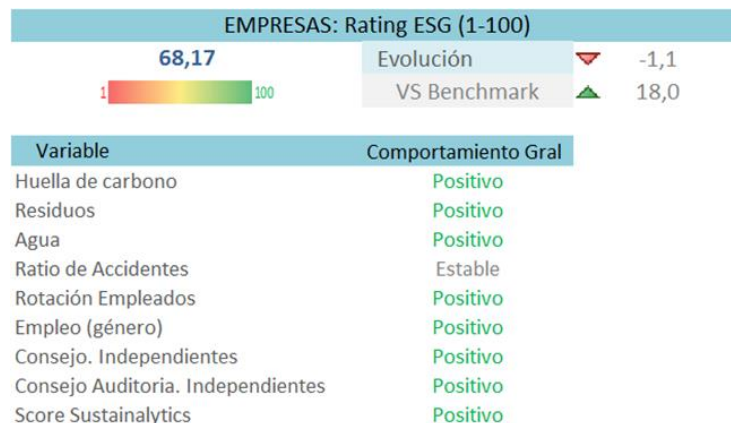 EMPRESAS: Rating ESG (1-100)
68,17 Evolución -1,1
1 100 VS Benchmark 18,0
Variable Comportamiento Gral
Huella de carbono Positivo
Residuos Positivo
Agua Positivo
Ratio de Accidentes Estable
Rotación Empleados Positivo
Empleo (género) Positivo
Consejo. Independientes Positivo
Consejo Auditoria. Independientes Positivo
Score Sustainalytics Positivo